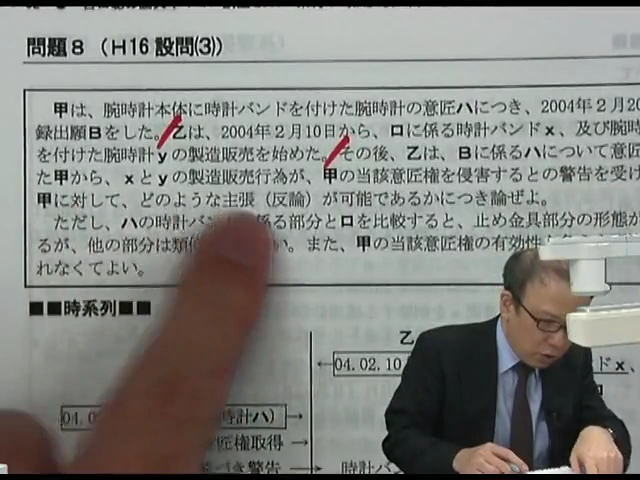 問題８（Ｈ16 設問(3)）
甲は、腕時計本体に時計バンドを付けた腕時計の意匠ハにつき、2004年２月20
録出願Ｂをした。乙は、2004年２月10日から、ロに係る時計バンドｘ、及び腕時
を付けた腕時計ｙの製造販売を始めた。その後、乙は、Ｂに係るハについて意匠
た甲から、ｘとｙの製造販売行為が、甲の当該意匠権を侵害するとの警告を受け
甲に対して、どのような主張（反論）が可能であるかにつき論ぜよ。
ただし、ハの時計バ 係る部分とロを比較すると、止め金具部分の形態が
るが、他の部分は類 い。また、甲の当該意匠権の有効性
れなくてよい。
■■時系列■■
乙
←04.02.10
ドｘ、
04.0 時計ハ）→
匠権取得 →
づき警告 → 時計バン